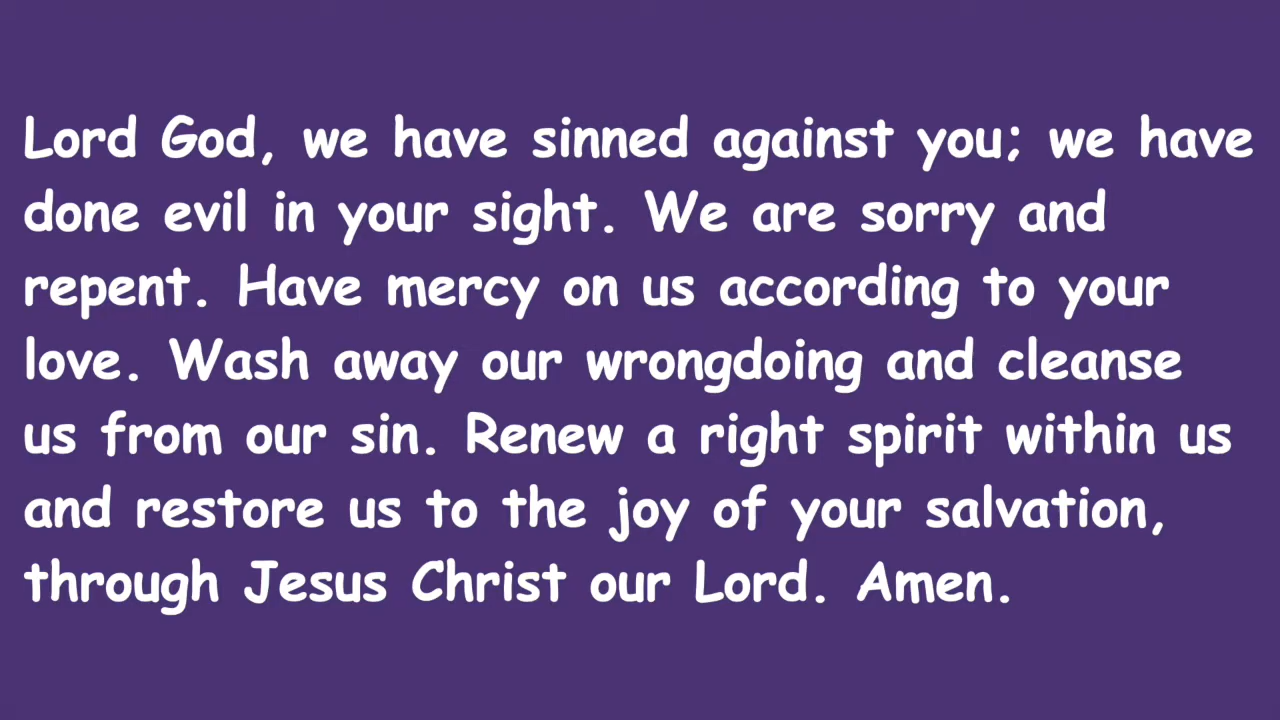 Lord God, we have sinned against you; we have
done evil in your sight. We are sorry and
repent. Have mercy on us according to your
love. Wash away our wrongdoing and cleanse
us from our sin. Renew a right spirit within us
and restore us to the joy of your salvation,
through Jesus Christ our Lord. Amen.